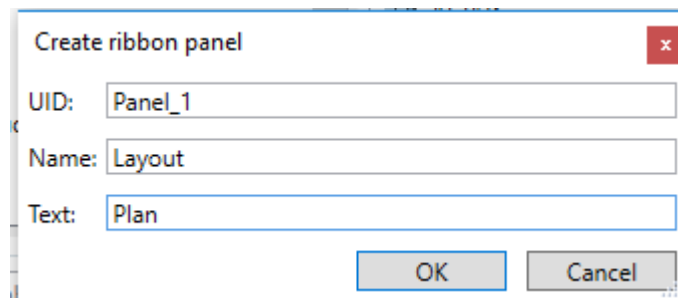 Create ribbon panel
x
UID: Panel_1
Name: Layout
Text: Plan
OK Cancel